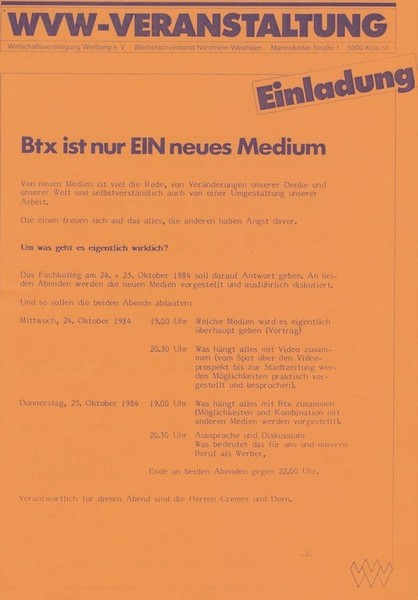 WVW-VERANSTALTUNG
Wirtschaftsvereinigung Werbung e.V. Werbefachverband Nordrhein-Westfalen Mannsfelder Straße 1 5000 Köln 51
Einladung
Btx ist nur EIN neues Medium
Von neuen Medien ist viel die Rede, von Veränderungen unserer Denke und
unserer Welt und selbstverständlich auch von einer Umgestaltung unserer
Arbeit.
Die einen freuen sich auf das alles, die anderen haben Angst davor.
Um was geht es eigentlich wirklich?
Das Fachkolleg am 24. + 25. Oktober 1984 soll darauf Antwort geben. An bei-
den Abenden werden die neuen Medien vorgestellt und ausführlich diskutiert.
Und so sollen die beiden Abende ablaufen:
Mittwoch, 24. Oktober 1984 19.00 Uhr Welche Medien wird es eigentlich
überhaupt geben (Vortrag)
20.30 Uhr Was hängt alles mit Video zusam-
men (vom Spot über den Video-
prospekt bis zur Stadtzeitung wer-
den Möglichkeiten praktisch vor-
gestellt und besprochen).
Donnerstag, 25. Oktober 1984 19.00 Uhr Was hängt alles mit Btx zusammen
(Möglichkeiten und Kombination mit
anderen Medien werden vorgestellt).
20.30 Uhr Aussprache und Diskussion:
Was bedeutet das für uns und unseren
Beruf als Werber,
Ende an beiden Abenden gegen 22.00 Uhr.
Verantwortlich für diesen Abend sind die Herren Cremer und Dorn.
-2-
WVW